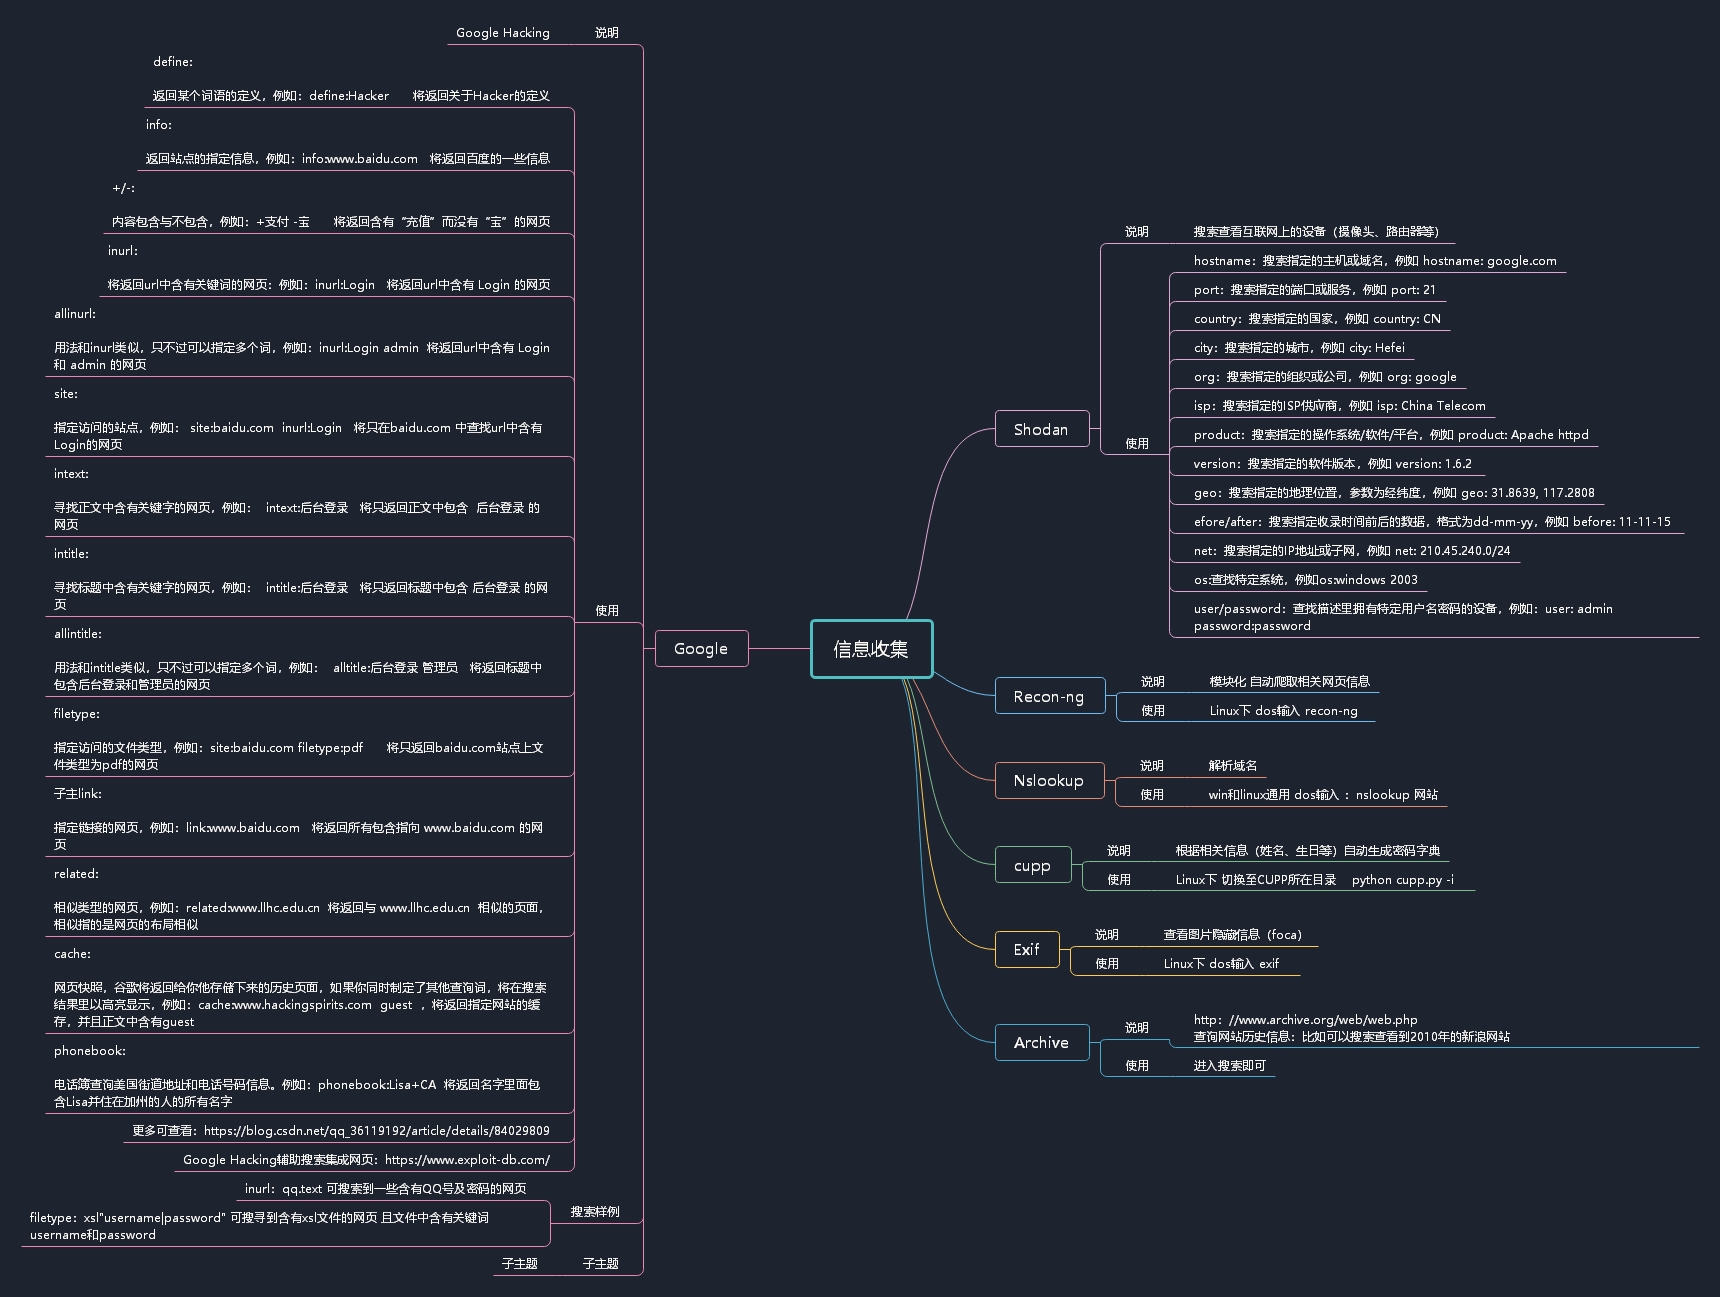 信息收集
Google
说明
Google Hacking
使用
define:
返回某个词语的定义，例如：define:Hacker 将返回关于Hacker的定义
info:
返回站点的指定信息，例如：info:www.baidu.com 将返回百度的一些信息
+/-:
内容包含与不包含，例如：+支付 -宝 将返回含有“充值”而没有“宝”的网页
inurl:
将返回url中含有关键词的网页：例如：inurl:Login 将返回url中含有 Login 的网页
allinurl:
用法和inurl类似，只不过可以指定多个词，例如：inurl:Login admin 将返回url中含有 Login
和 admin 的网页
site:
指定访问的站点，例如： site:baidu.com inurl:Login 将只在baidu.com 中查找url中含有
Login的网页
intext:
寻找正文中含有关键字的网页，例如： intext:后台登录 将只返回正文中包含 后台登录 的
网页
intitle:
寻找标题中含有关键字的网页，例如： intitle:后台登录 将只返回标题中包含 后台登录 的网
页
allintitle:
用法和intitle类似，只不过可以指定多个词，例如： alltitle:后台登录 管理员 将返回标题中
包含后台登录和管理员的网页
filetype:
指定访问的文件类型，例如：site:baidu.com filetype:pdf 将只返回baidu.com站点上文
件类型为pdf的网页
子主link:
指定链接的网页，例如：link:www.baidu.com 将返回所有包含指向 www.baidu.com 的网
页
related:
相似类型的网页，例如：related:www.llhc.edu.cn 将返回与 www.llhc.edu.cn 相似的页面，
相似指的是网页的布局相似
cache:
网页快照，谷歌将返回给你他存储下来的历史页面，如果你同时制定了其他查询词，将在搜索
结果里以高亮显示，例如：cache:www.hackingspirits.com guest ，将返回指定网站的缓
存，并且正文中含有guest
phonebook:
电话簿查询美国街道地址和电话号码信息。例如：phonebook:Lisa+CA 将返回名字里面包
含Lisa并住在加州的人的所有名字
更多可查看：https://blog.csdn.net/qq_36119192/article/details/84029809
Google Hacking辅助搜索集成网页：https://www.exploit-db.com/
搜索样例
inurl：qq.text 可搜索到一些含有QQ号及密码的网页
filetype：xsl"username|password" 可搜寻到含有xsl文件的网页 且文件中含有关键词
username和password
子主题
子主题
Shodan
说明
搜索查看互联网上的设备（摄像头、路由器等）
使用
hostname：搜索指定的主机或域名，例如 hostname: google.com
port：搜索指定的端口或服务，例如 port: 21
country：搜索指定的国家，例如 country: CN
city：搜索指定的城市，例如 city: Hefei
org：搜索指定的组织或公司，例如 org: google
isp：搜索指定的ISP供应商，例如 isp: China Telecom
product：搜索指定的操作系统/软件/平台，例如 product: Apache httpd
version：搜索指定的软件版本，例如 version: 1.6.2
geo：搜索指定的地理位置，参数为经纬度，例如 geo: 31.8639, 117.2808
efore/after：搜索指定收录时间前后的数据，格式为dd-mm-yy，例如 before: 11-11-15
net：搜索指定的IP地址或子网，例如 net: 210.45.240.0/24
os:查找特定系统，例如os:windows 2003
user/password：查找描述里拥有特定用户名密码的设备，例如：user: admin
password:password
Recon-ng
说明
模块化 自动爬取相关网页信息
使用
Linux下 dos输入 recon-ng
Nslookup
说明
解析域名
使用
win和linux通用 dos输入 ：nslookup 网站
cupp
说明
根据相关信息（姓名、生日等）自动生成密码字典
使用
Linux下 切换至CUPP所在目录 python cupp.py -i
Exif
说明
查看图片隐藏信息（foca）
使用
Linux下 dos输入 exif
Archive
说明
http：//www.archive.org/web/web.php
查询网站历史信息：比如可以搜索查看到2010年的新浪网站
使用
进入搜索即可